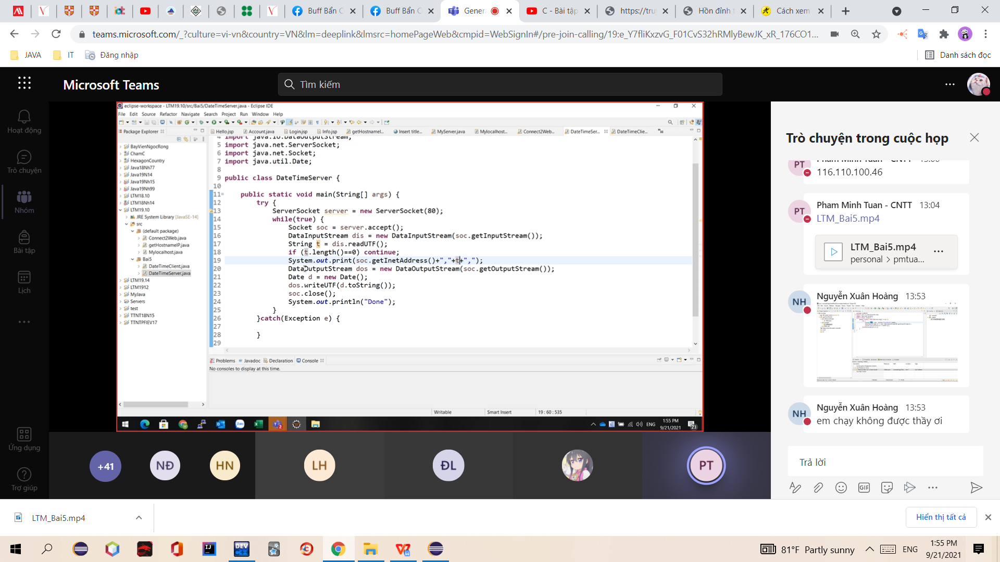 Buff Bẩn C
Buff Bẩn C
Gener
C - Bài tập
https://tru
Hồn đỉnh
Cách xem
teams.microsoft.com/_?culture=vi-vn&country=VN&lm=deeplink&lmsrc=homePageWeb&cmpid=WebSignIn#/pre-join-calling/19:e_Y7fliKxzvG_F01CvS32hRMlyBewJK_xR_176CO1...
JAVA
IT
Đăng nhập
Danh sách đọc
Microsoft Teams
Tìm kiếm
Hoạt động
Trò chuyện
Nhóm
Bài tập
Lịch
Ứng dụng
Trợ giúp
eclipse-workspace - LTM19.10/src/Bai5/DateTimeServer.java - Eclipse IDE
File Edit Source Refactor Navigate Search Project Run Window Help
Package Explorer
BayVienNgocRong
ChamC
HexagonCountry
Java18Nh77
Java19N14
Java19Nh15
Java19Nh99
LTM18.10
LTM18Nh14
LTM19.10
JRE System Library [JavaSE-14]
src
(default package)
Connect2Web.java
getHostnameIP.java
Mylocalhost.java
Bai5
DateTimeClient.java
DateTimeServer.java
LTM19.14
LTM1912
MyJava
Servers
test
TTNT18N15
TTNTPFIEV17
Hello.jsp Account.java Login.jsp Info.jsp getHostnameI... Insert title... MyServer.java Mylocalhost... Connect2Web... DateTimeSer... DateTimeClie...
4 import java.io.DataOutputStream;
5 import java.net.ServerSocket;
6 import java.net.Socket;
7 import java.util.Date;
8
9 public class DateTimeServer {
10
11 public static void main(String[] args) {
12 try {
13 ServerSocket server = new ServerSocket(80);
14 while(true) {
15 Socket soc = server.accept();
16 DataInputStream dis = new DataInputStream(soc.getInputStream());
17 String t = dis.readUTF();
18 if (t.length()==0) continue;
19 System.out.print(soc.getInetAddress()+","+t+",");
20 DataOutputStream dos = new DataOutputStream(soc.getOutputStream());
21 Date d = new Date();
22 dos.writeUTF(d.toString());
23 soc.close();
24 System.out.println("Done");
25 }
26 }catch(Exception e) {
27
28 }
29
Problems Javadoc Declaration Console
No consoles to display at this time.
Writable Smart Insert 19 : 60 : 535
ENG
1:55 PM
9/21/2021
23
+41
NĐ
HN
LH
ĐL
PT
Trò chuyện trong cuộc họp
PT
Pham Minh Tuan - CNTT 13:00
116.110.100.46
PT
Pham Minh Tuan - CNTT 13:04
LTM_Bai5.mp4
LTM_Bai5.mp4
personal > pmtua...
NH
Nguyễn Xuân Hoàng 13:53
NH
Nguyễn Xuân Hoàng 13:53
em chạy không được thầy ơi
Trả lời
GIF
LTM_Bai5.mp4
Hiển thị tất cả
81°F Partly sunny
ENG
1:55 PM
9/21/2021